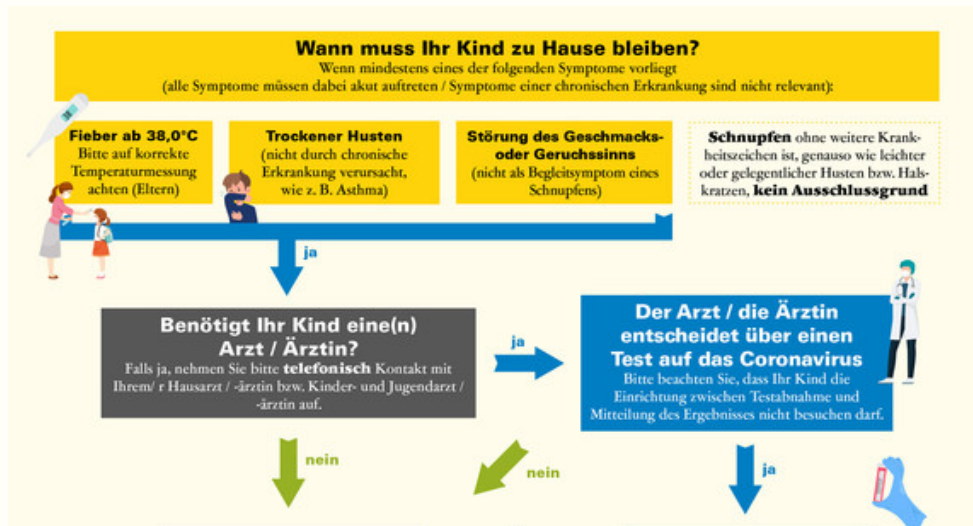 Wann muss Ihr Kind zu Hause bleiben?
Wenn mindestens eines der folgenden Symptome vorliegt
(alle Symptome müssen dabei akut auftreten / Symptome einer chronischen Erkrankung sind nicht relevant):
Fieber ab 38,0°C
Bitte auf korrekte
Temperaturmessung
achten (Eltern)
Trockener Husten
(nicht durch chronische
Erkrankung verursacht,
wie z. B. Asthma)
Störung des Geschmacks-
oder Geruchssinns
(nicht als Begleitsymptom eines
Schnupfens)
Schnupfen ohne weitere Krank-
heitszeichen ist, genauso wie leichter
oder gelegentlicher Husten bzw. Hals-
kratzen, kein Ausschlussgrund
ja
Benötigt Ihr Kind eine(n)
Arzt / Ärztin?
Falls ja, nehmen Sie bitte telefonisch Kontakt mit
Ihrem/ r Hausarzt / -ärztin bzw. Kinder- und Jugendarzt /
-ärztin auf.
ja
Der Arzt / die Ärztin
entscheidet über einen
Test auf das Coronavirus
Bitte beachten Sie, dass Ihr Kind die
Einrichtung zwischen Testabnahme und
Mitteilung des Ergebnisses nicht besuchen darf.
nein
nein
ja